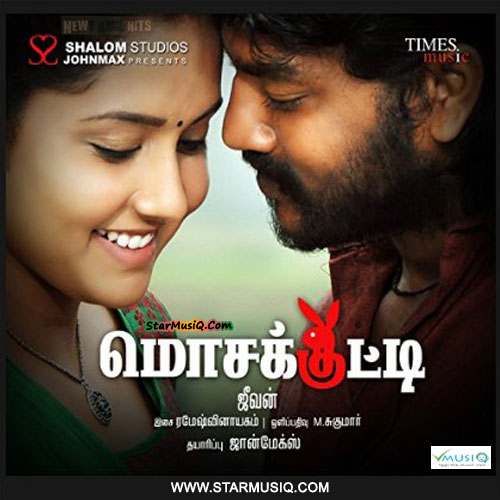 NEW TAMIL HITS
SHALOM STUDIOS
JOHNMAX PRESENTS
TIMES
music
StarMusiQ.Com
மொசக்குட்டி
ஜீவன்
இசை ரமேஷ்விநாயகம் | ஒளிப்பதிவு M.சுகுமார்
தயாரிப்பு ஜான்மேக்ஸ்
VMUSIQ
WWW.STARMUSIQ.COM